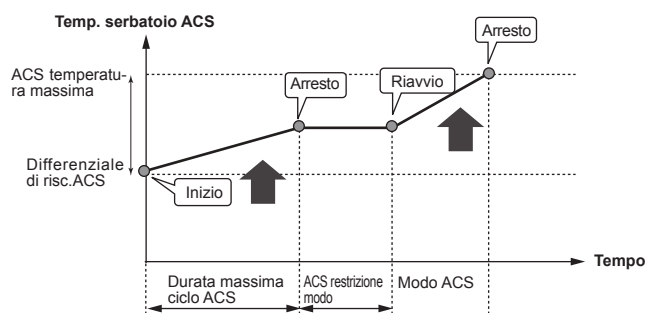 Temp. serbatoio ACS
Arresto
ACS temperatu-
ra massima
Arresto
Riavvio
Differenziale
di risc.ACS
Inizio
Tempo
Durata massima
ciclo ACS
ACS restrizione
modo
Modo ACS